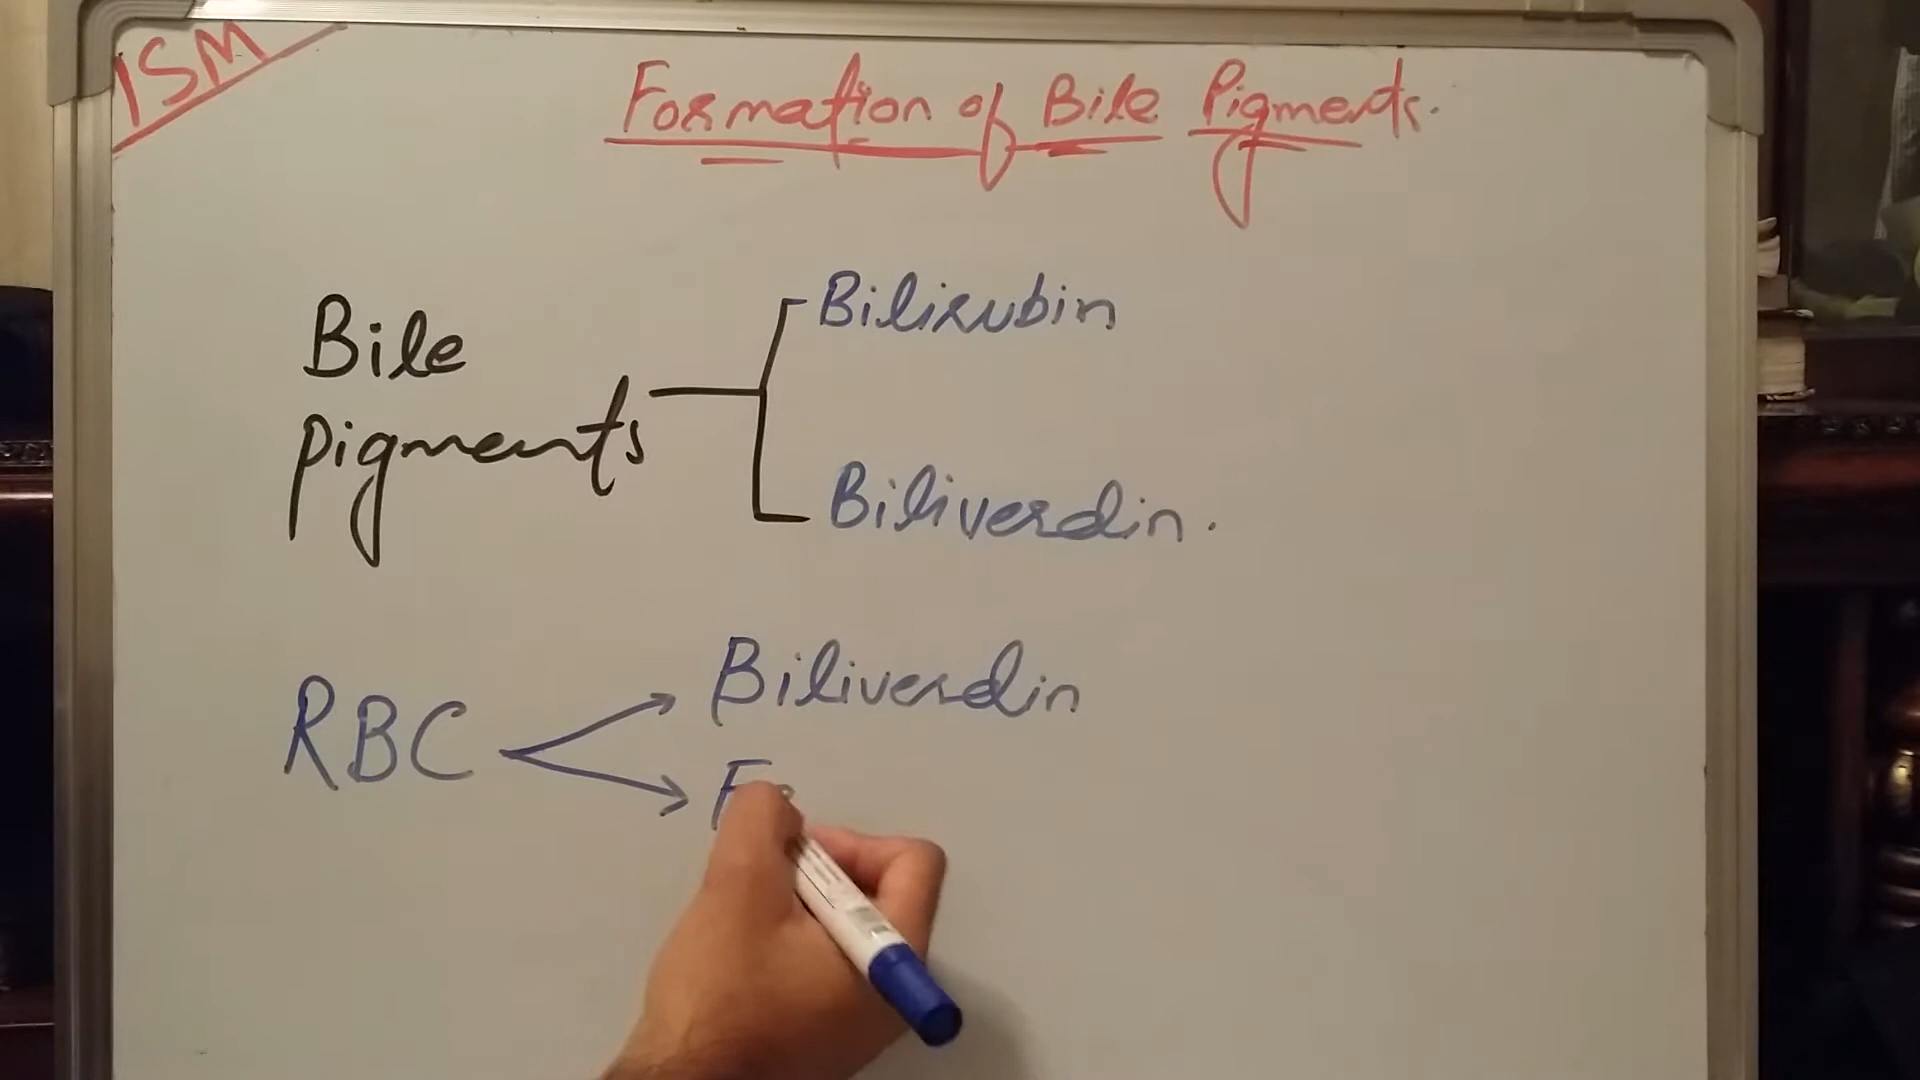 ISM
Formation of Bile Pigments.
Bile
pigments
Bilirubin
Biliverdin.
RBC
Biliverdin